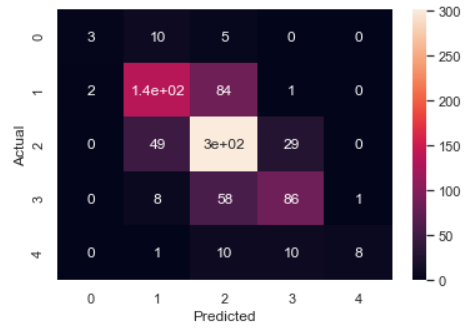 0 3 10 5 0 0 300
250
1 2 1.4e+02 84 1 0
200
Actual
2 0 49 3e+02 29 0
150
3 0 8 58 86 1 100
50
4 0 1 10 10 8
0
0 1 2 3 4
Predicted